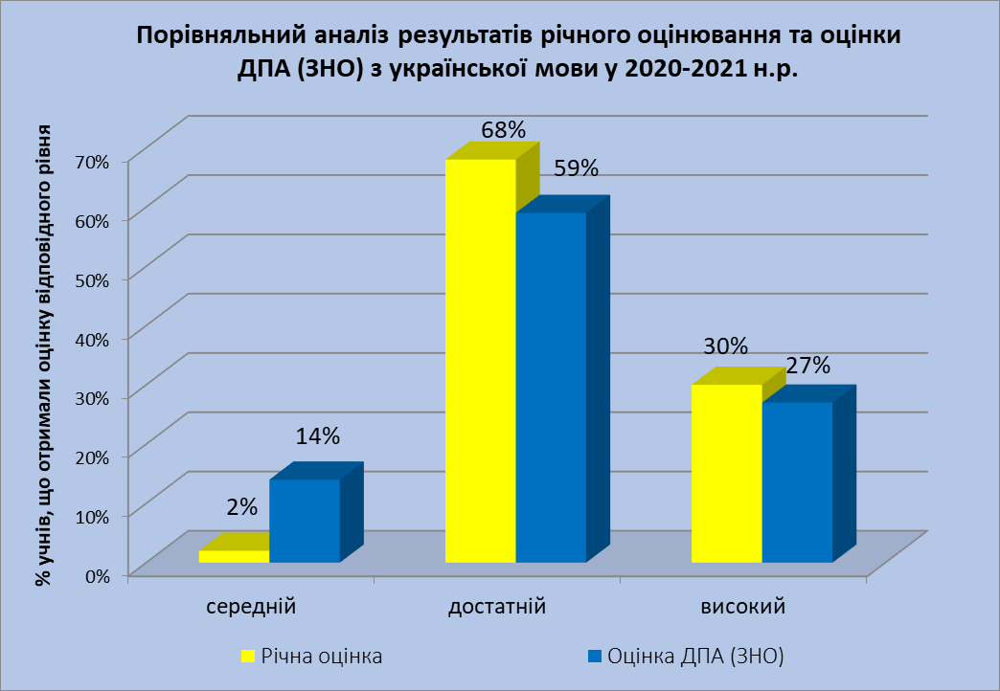 Порівняльний аналіз результатів річного оцінювання та оцінки
ДПА (ЗНО) з української мови у 2020-2021 н.р.
% учнів, що отримали оцінку відповідного рівня
70%
60%
50%
40%
30%
20%
10%
0%
2%
14%
68%
59%
30%
27%
середній
достатній
високий
Річна оцінка
Оцінка ДПА (ЗНО)